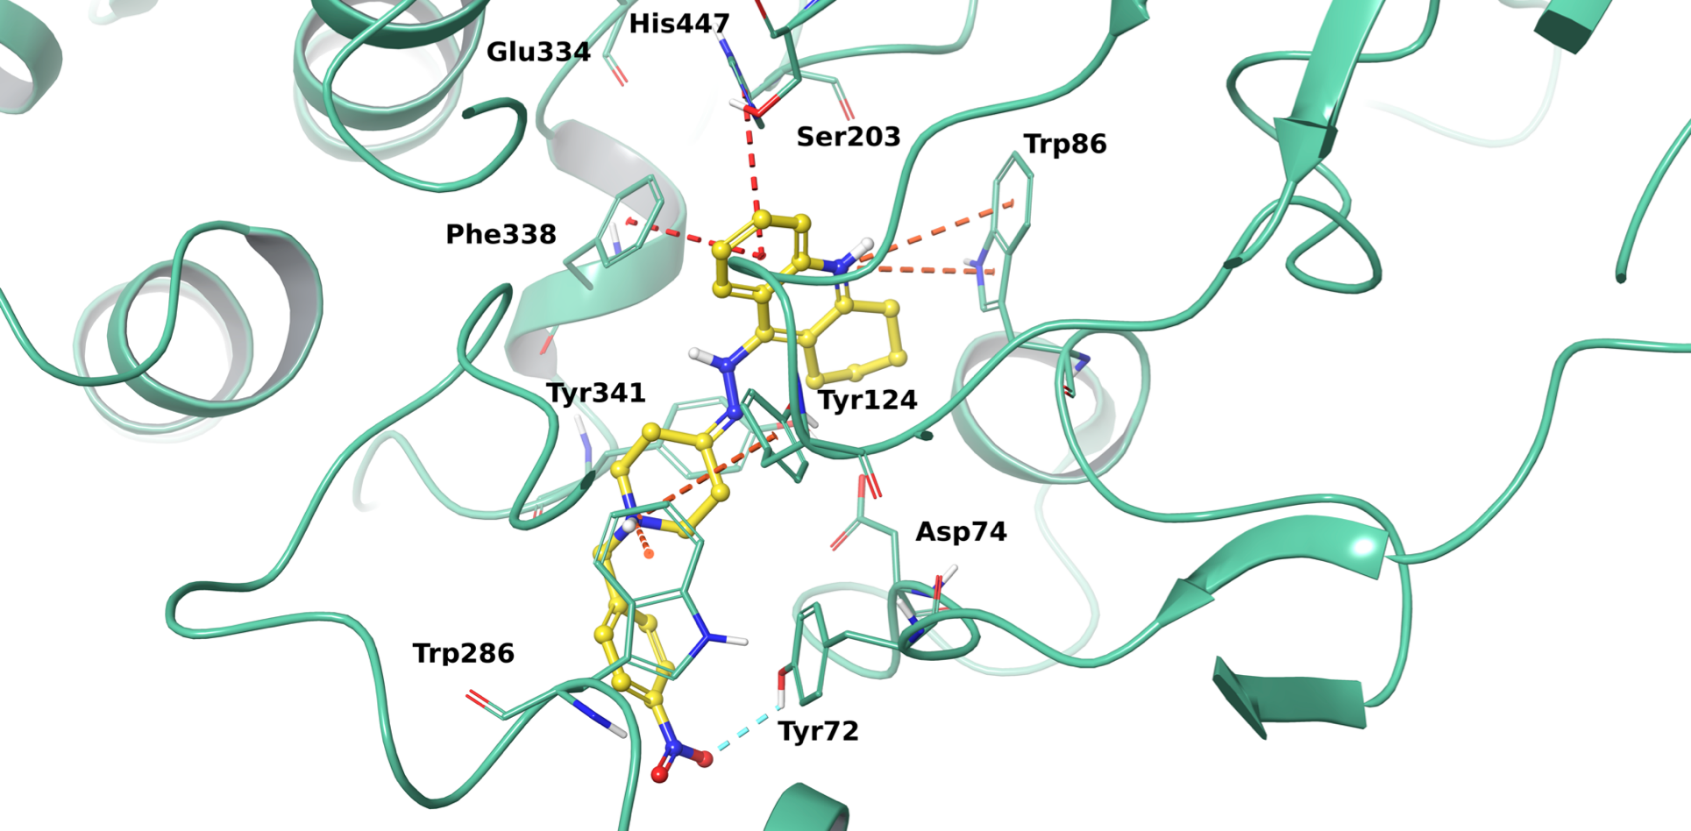 His447
Glu334
Ser203
Trp86
Phe338
Tyr341
Tyr124
Asp74
Trp286
Tyr72